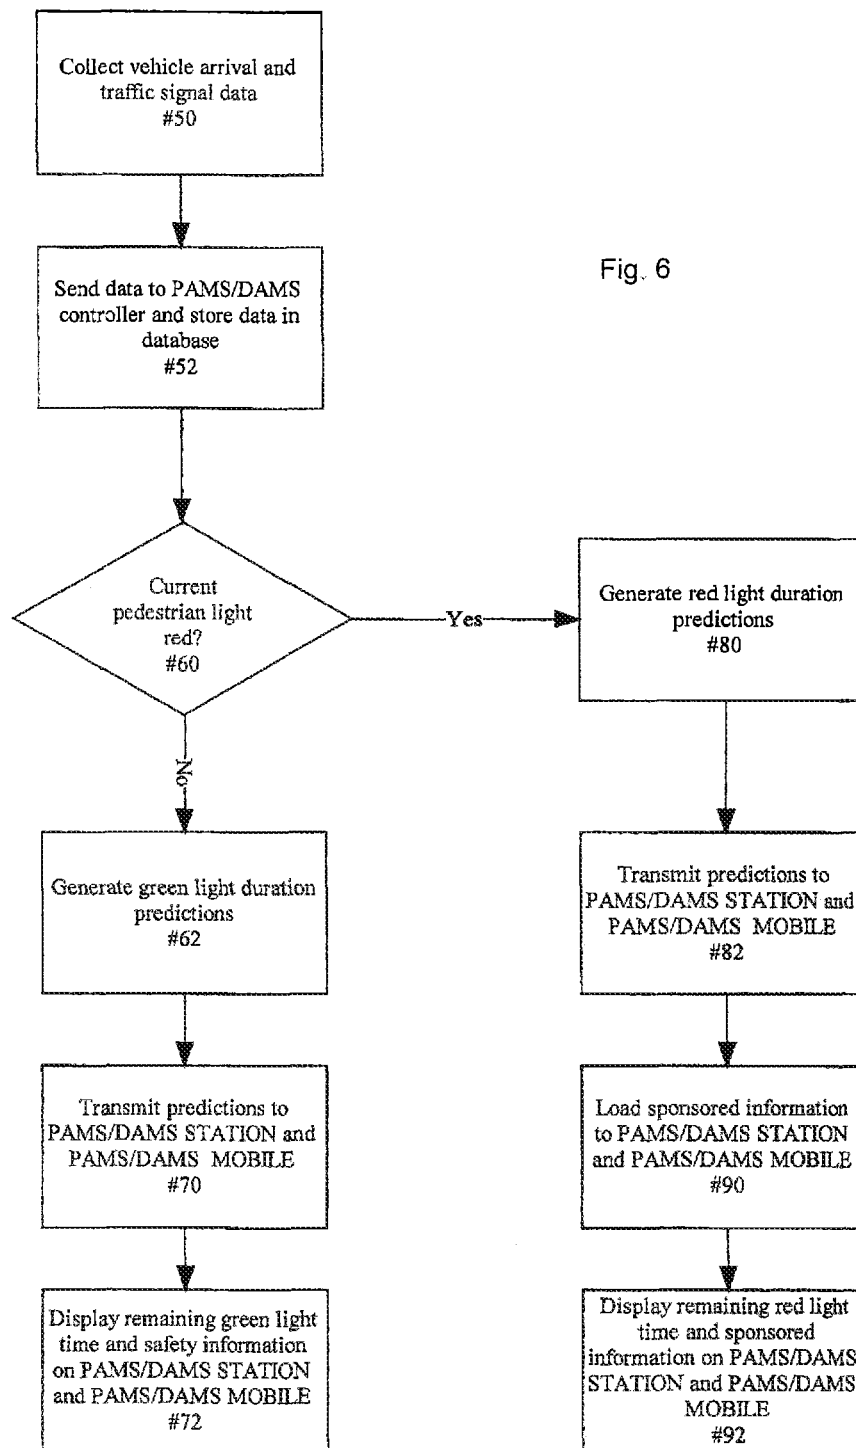 Collect vehicle arrival and
traffic signal data
#50
Send data to PAMS/DAMS
controller and store data in
database
#52
Fig. 6
Current
pedestrian light
red?
#60
Yes
No
Generate red light duration
predictions
#80
Generate green light duration
predictions
#62
Transmit predictions to
PAMS/DAMS STATION and
PAMS/DAMS MOBILE
#82
Transmit predictions to
PAMS/DAMS STATION and
PAMS/DAMS MOBILE
#70
Load sponsored information
to PAMS/DAMS STATION
and PAMS/DAMS MOBILE
#90
Display remaining green light
time and safety information
on PAMS/DAMS STATION
and PAMS/DAMS MOBILE
#72
Display remaining red light
time and sponsored
information on PAMS/DAMS
STATION and PAMS/DAMS
MOBILE
#92